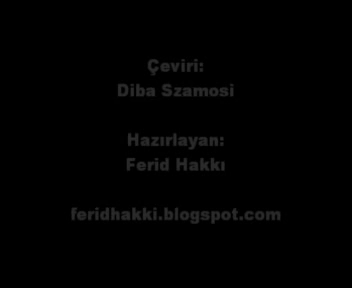 Çeviri:
Diba Szamosi
Hazırlayan:
Ferid Hakkı
feridhakki.blogspot.com